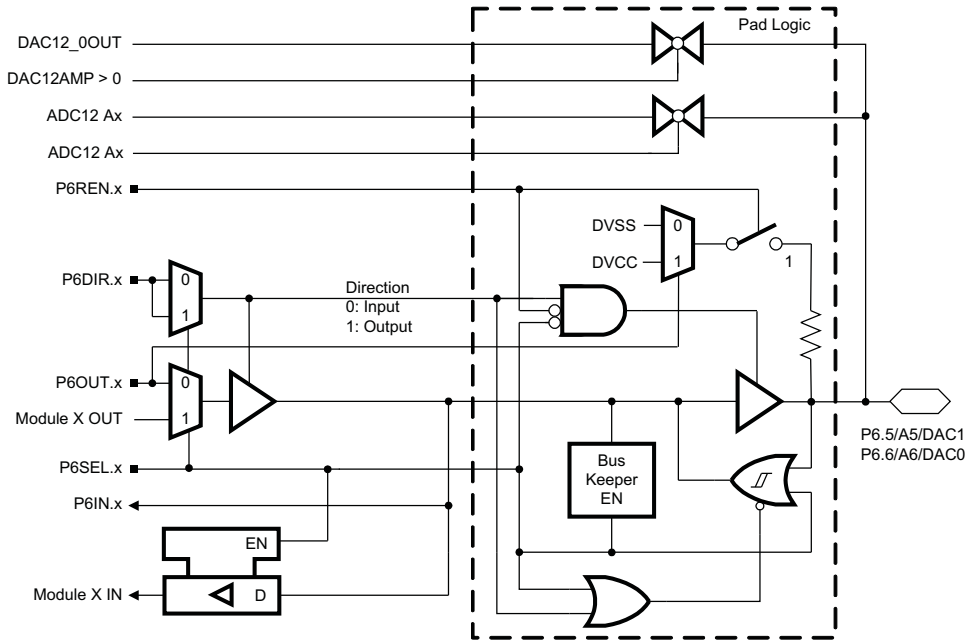 Pad Logic
DAC12_0OUT
DAC12AMP > 0
ADC12 Ax
ADC12 Ax
P6REN.x
DVSS
0
DVCC
1
1
P6DIR.x
0
1
Direction
0: Input
1: Output
P6OUT.x
0
Module X OUT
1
P6.5/A5/DAC1
P6.6/A6/DAC0
P6SEL.x
Bus
Keeper
EN
P6IN.x
EN
Module X IN
D